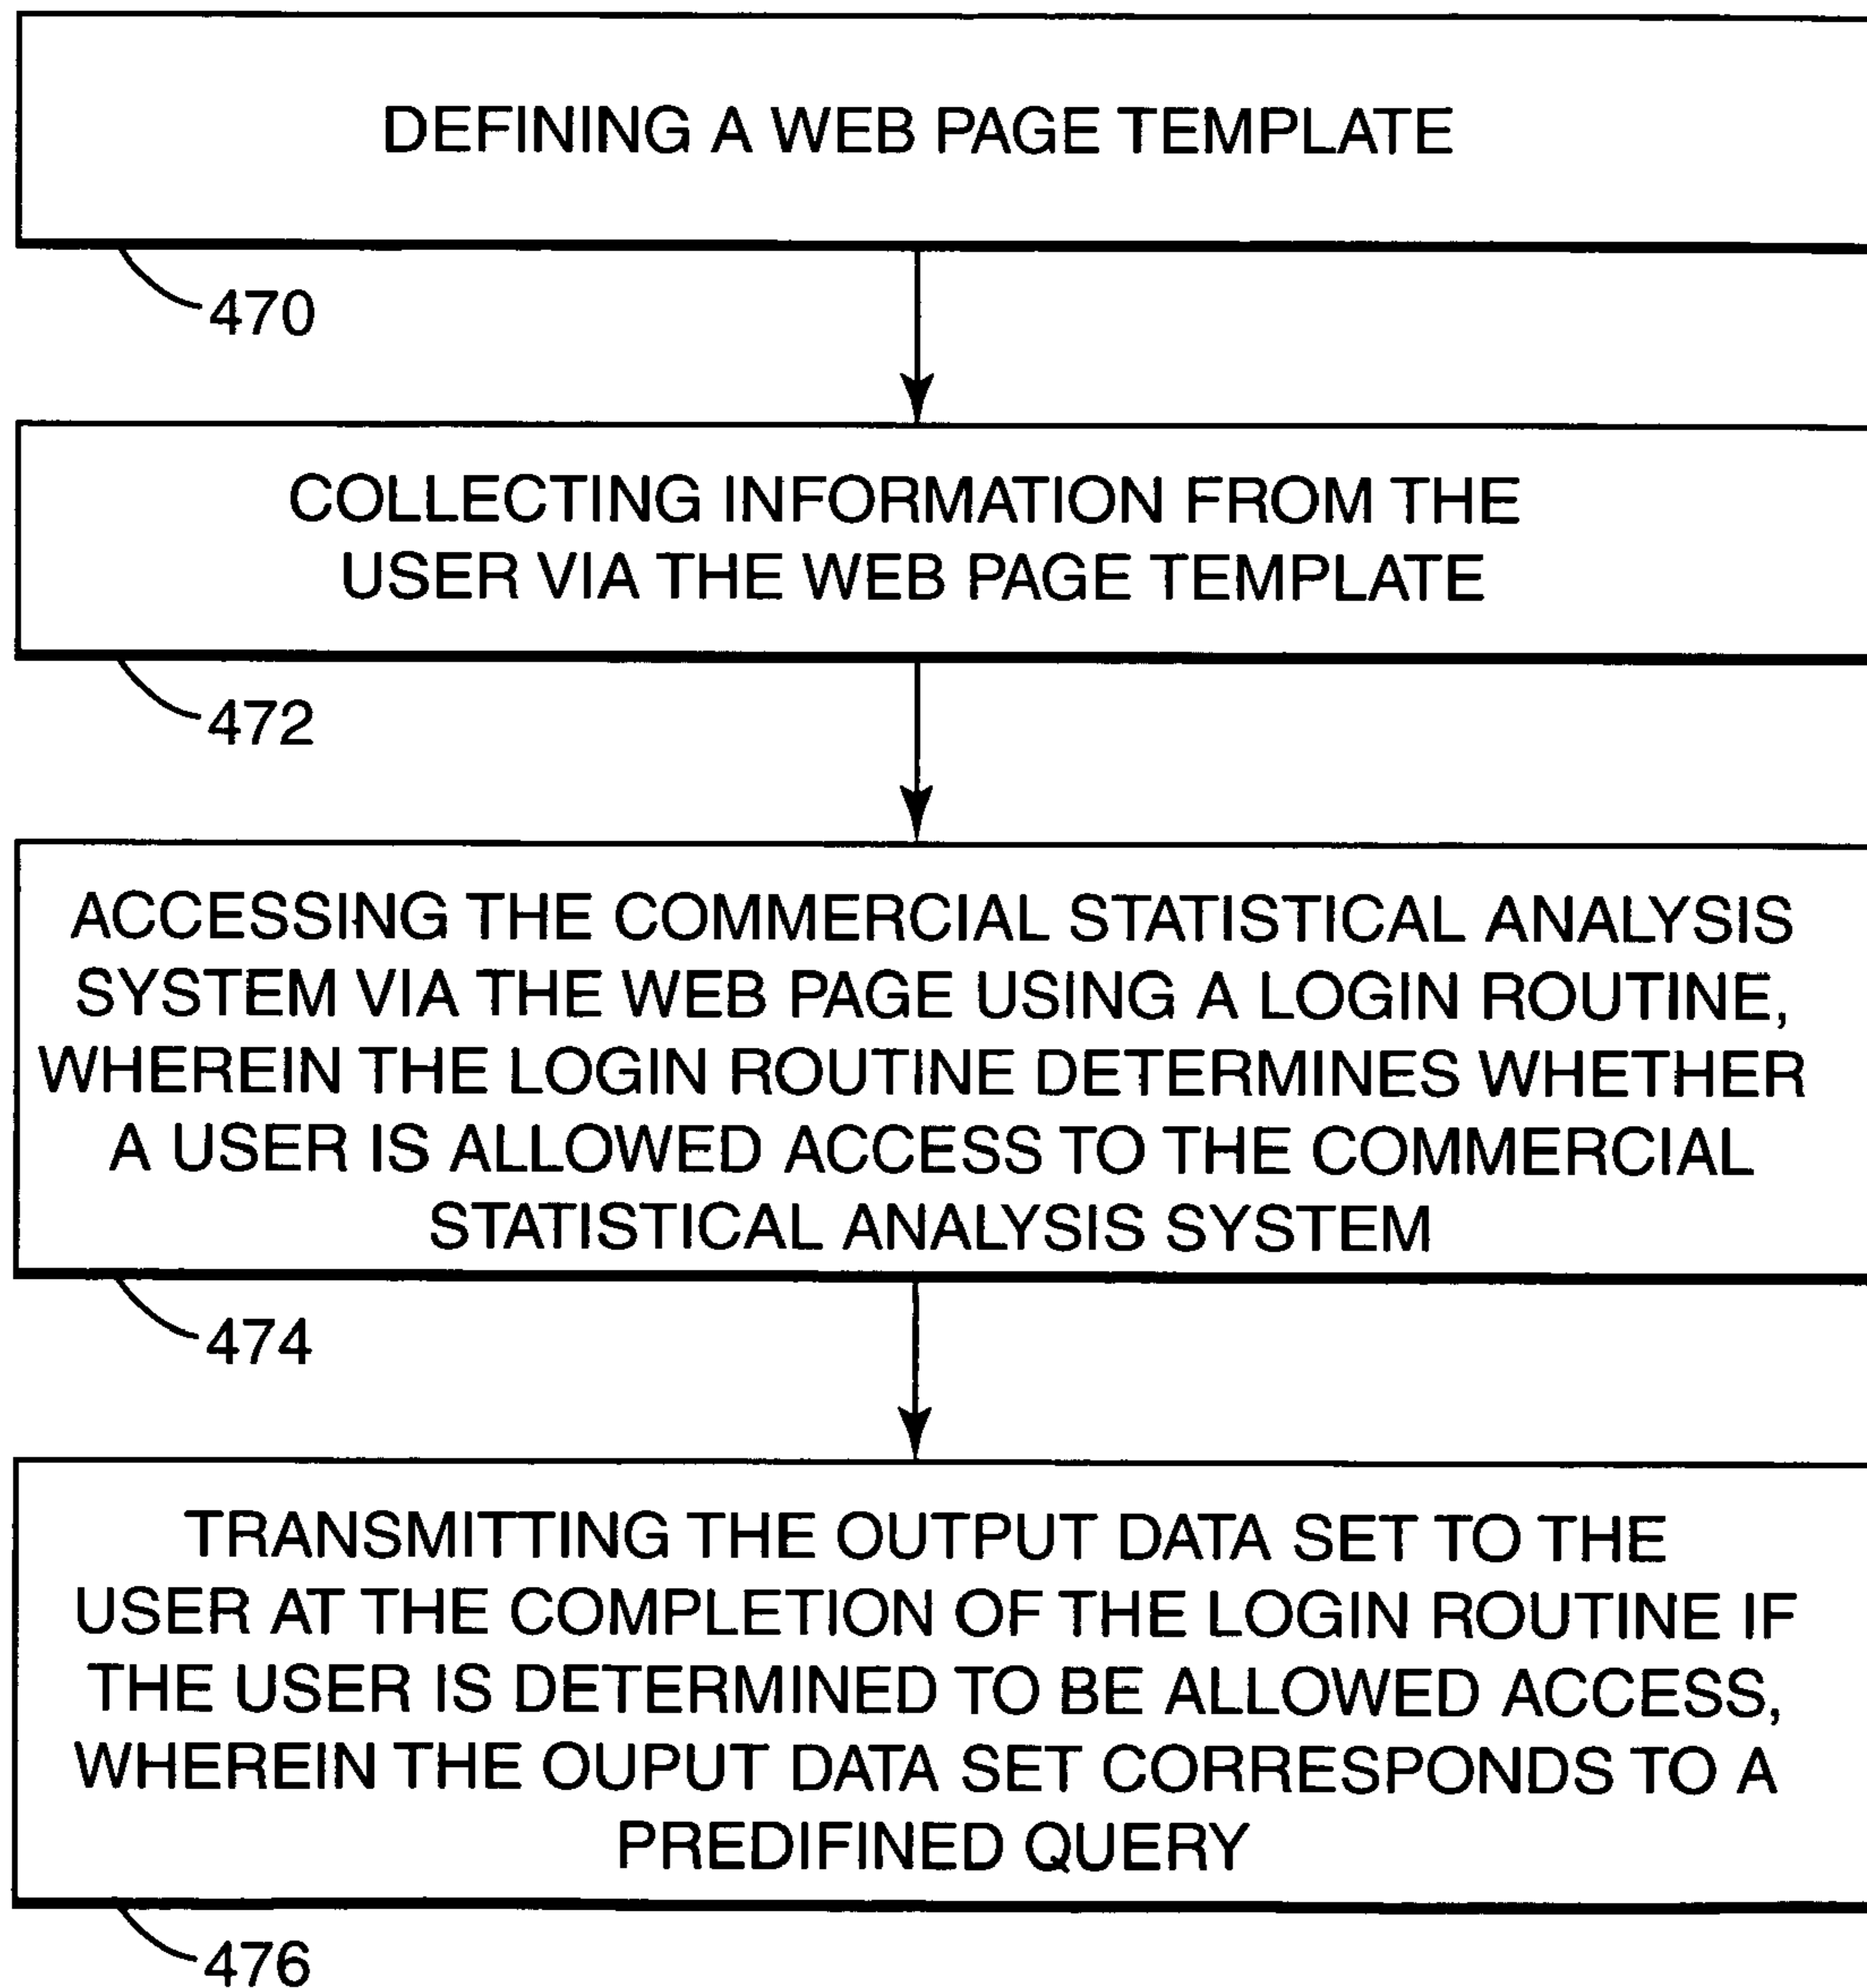 DEFINING A WEB PAGE TEMPLATE
470
COLLECTING INFORMATION FROM THE
USER VIA THE WEB PAGE TEMPLATE
472
ACCESSING THE COMMERCIAL STATISTICAL ANALYSIS
SYSTEM VIA THE WEB PAGE USING A LOGIN ROUTINE,
WHEREIN THE LOGIN ROUTINE DETERMINES WHETHER
A USER IS ALLOWED ACCESS TO THE COMMERCIAL
STATISTICAL ANALYSIS SYSTEM
474
TRANSMITTING THE OUTPUT DATA SET TO THE
USER AT THE COMPLETION OF THE LOGIN ROUTINE IF
THE USER IS DETERMINED TO BE ALLOWED ACCESS,
WHEREIN THE OUPUT DATA SET CORRESPONDS TO A
PREDIFINED QUERY
476